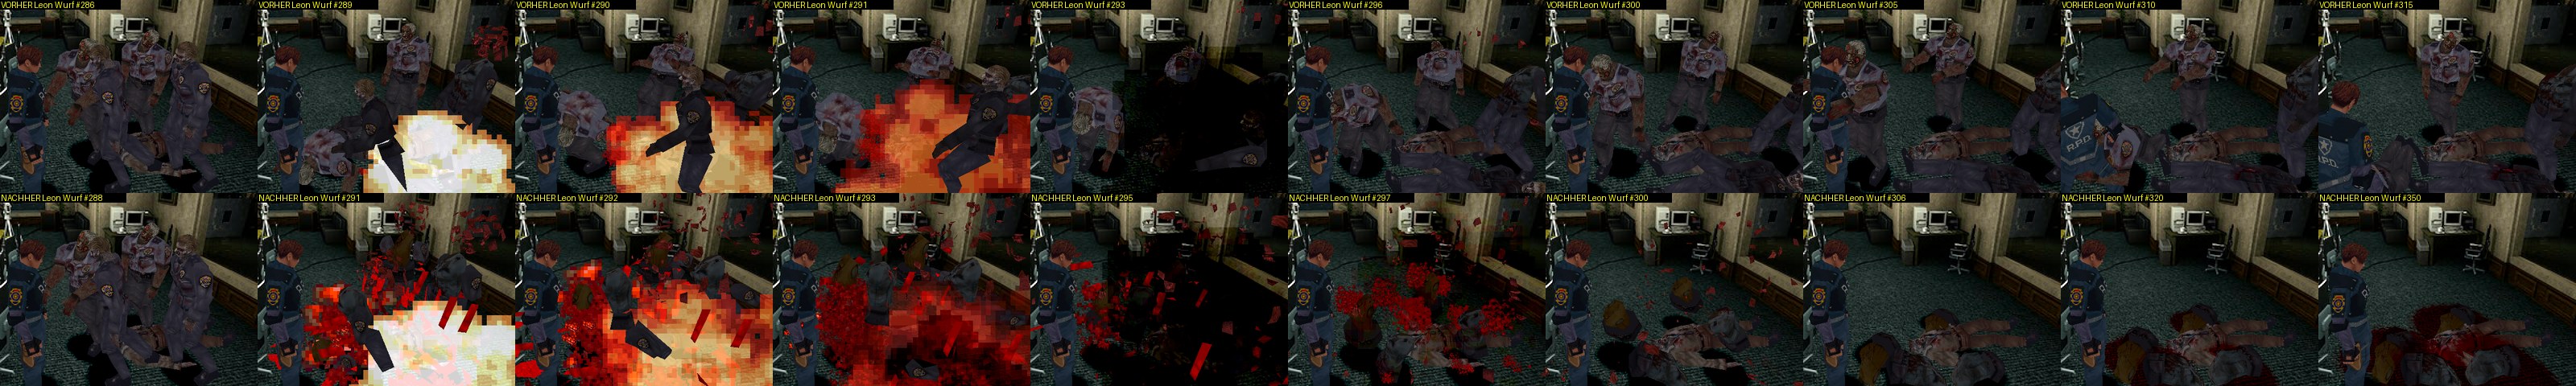 VORHER Leon Wurf #286
VORHER Leon Wurf #289
VORHER Leon Wurf #290
VORHER Leon Wurf #291
VORHER Leon Wurf #293
VORHER Leon Wurf #296
VORHER Leon Wurf #300
VORHER Leon Wurf #305
VORHER Leon Wurf #310
VORHER Leon Wurf #315
R.P.D.
R.P.D.
NACHHER Leon Wurf #288
NACHHER Leon Wurf #291
NACHHER Leon Wurf #292
NACHHER Leon Wurf #293
NACHHER Leon Wurf #295
NACHHER Leon Wurf #297
NACHHER Leon Wurf #300
NACHHER Leon Wurf #306
NACHHER Leon Wurf #320
NACHHER Leon Wurf #350